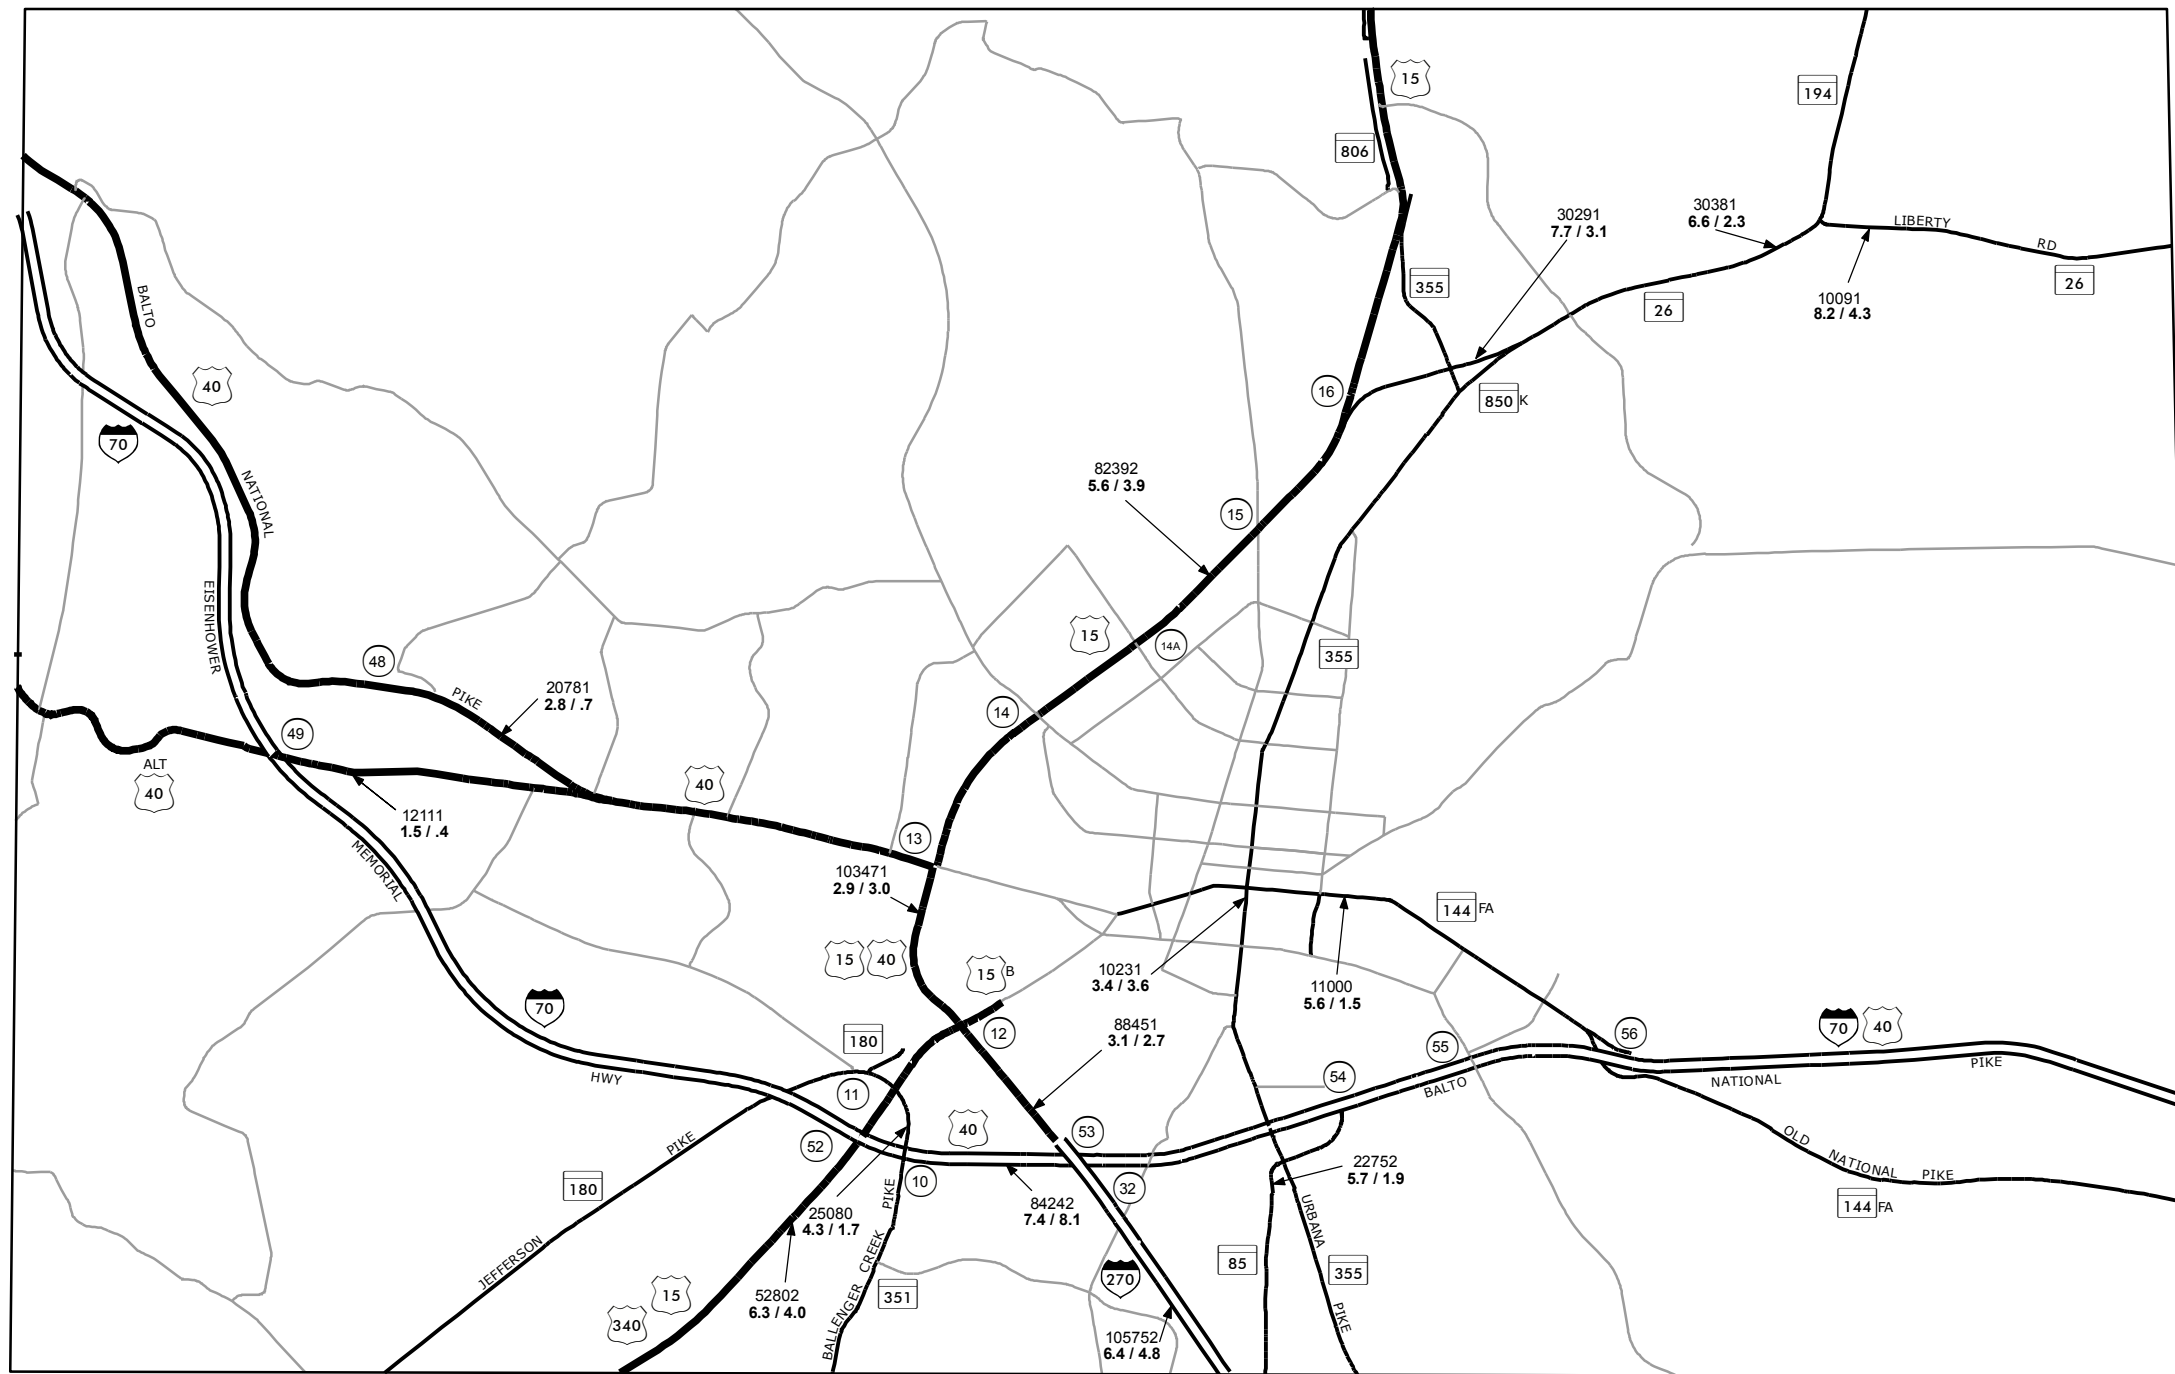 15
194
806
30291
7.7 / 3.1
30381
6.6 / 2.3
LIBERTY
RD
26
355
26
10091
8.2 / 4.3
BALTO
40
16
850 K
70
NATIONAL
82392
5.6 / 3.9
15
EISENHOWER
15
14A
355
48
PIKE
20781
2.8 / .7
14
49
ALT
40
40
12111
1.5 / .4
13
MEMORIAL
103471
2.9 / 3.0
144 FA
15
40
15 B
10231
3.4 / 3.6
11000
5.6 / 1.5
70
180
12
88451
3.1 / 2.7
70
40
56
55
HWY
11
54
BALTO
NATIONAL
PIKE
PIKE
52
40
53
OLD
NATIONAL
PIKE
180
10
PIKE
32
22752
5.7 / 1.9
144 FA
25080
4.3 / 1.7
84242
7.4 / 8.1
URBANA
JEFFERSON
CREEK
85
355
270
52802
6.3 / 4.0
15
340
351
BALLENGER
PIKE
105752
6.4 / 4.8